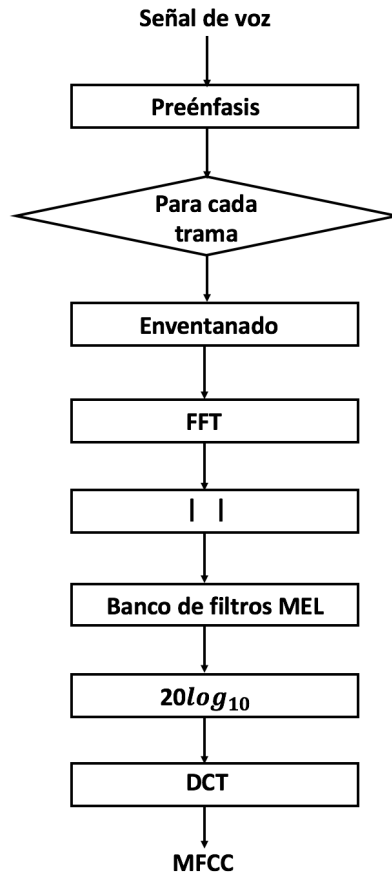 Señal de voz
Preénfasis
Para cada
trama
Enventanado
FFT
| |
Banco de filtros MEL
20log₁₀
DCT
MFCC